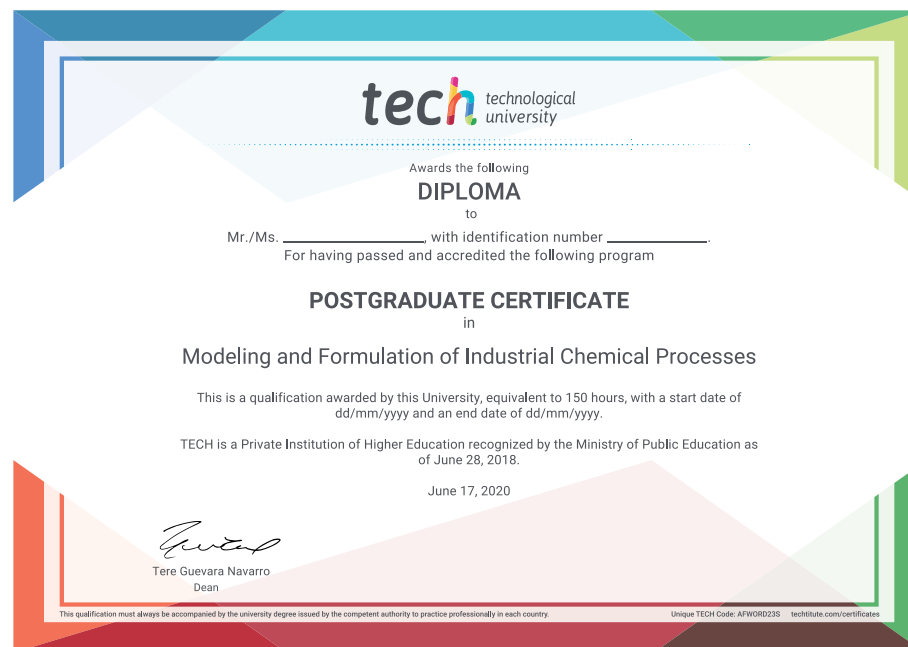 tech technological
university
Awards the following
DIPLOMA
to
Mr./Ms. ____________________, with identification number ______________.
For having passed and accredited the following program
POSTGRADUATE CERTIFICATE
in
Modeling and Formulation of Industrial Chemical Processes
This is a qualification awarded by this University, equivalent to 150 hours, with a start date of
dd/mm/yyyy and an end date of dd/mm/yyyy.
TECH is a Private Institution of Higher Education recognized by the Ministry of Public Education as
of June 28, 2018.
June 17, 2020
Tere Guevara Navarro
Dean
This qualification must always be accompanied by the university degree issued by the competent authority to practice professionally in each country. Unique TECH Code: AFWORD23S techtitute.com/certificates